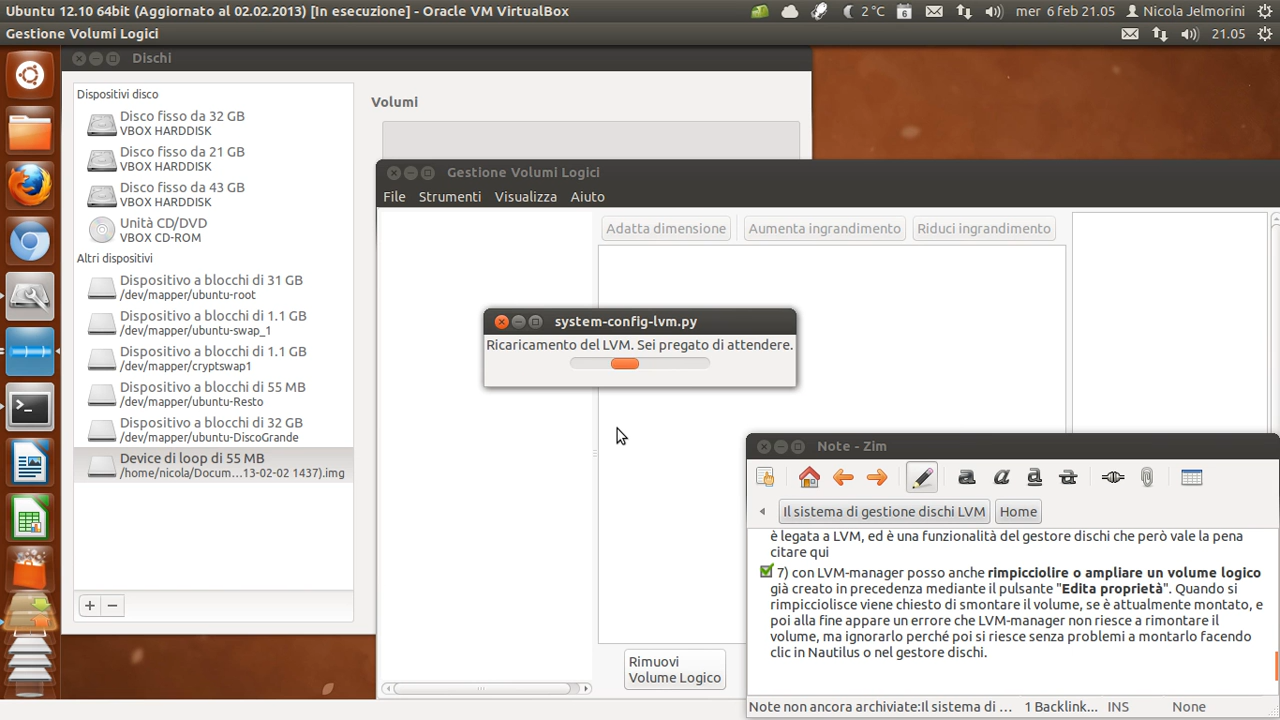 Ubuntu 12.10 64bit (Aggiornato al 02.02.2013) [In esecuzione] - Oracle VM VirtualBox
2°C
6
mer 6 feb 21.05
Nicola Jelmorini
Gestione Volumi Logici
21.05
Dischi
Dispositivi disco
Disco fisso da 32 GB
VBOX HARDDISK
Disco fisso da 21 GB
VBOX HARDDISK
Disco fisso da 43 GB
VBOX HARDDISK
Unità CD/DVD
VBOX CD-ROM
Altri dispositivi
Dispositivo a blocchi di 31 GB
/dev/mapper/ubuntu-root
Dispositivo a blocchi di 1.1 GB
/dev/mapper/ubuntu-swap_1
Dispositivo a blocchi di 1.1 GB
/dev/mapper/cryptswap1
Dispositivo a blocchi di 55 MB
/dev/mapper/ubuntu-Resto
Dispositivo a blocchi di 32 GB
/dev/mapper/ubuntu-DiscoGrande
Device di loop di 55 MB
/home/nicola/Docum...13-02-02 1437).img
Volumi
Gestione Volumi Logici
File Strumenti Visualizza Aiuto
Adatta dimensione
Aumenta ingrandimento
Riduci ingrandimento
system-config-lvm.py
Ricaricamento del LVM. Sei pregato di attendere.
Rimuovi
Volume Logico
Note - Zim
Il sistema di gestione dischi LVM
Home
è legata a LVM, ed è una funzionalità del gestore dischi che però vale la pena
citare qui
7) con LVM-manager posso anche rimpicciolire o ampliare un volume logico
già creato in precedenza mediante il pulsante "Edita proprietà". Quando si
rimpicciolisce viene chiesto di smontare il volume, se è attualmente montato, e
poi alla fine appare un errore che LVM-manager non riesce a rimontare il
volume, ma ignorarlo perché poi si riesce senza problemi a montarlo facendo
clic in Nautilus o nel gestore dischi.
Note non ancora archiviate:Il sistema di ...
1 Backlink...
INS
None